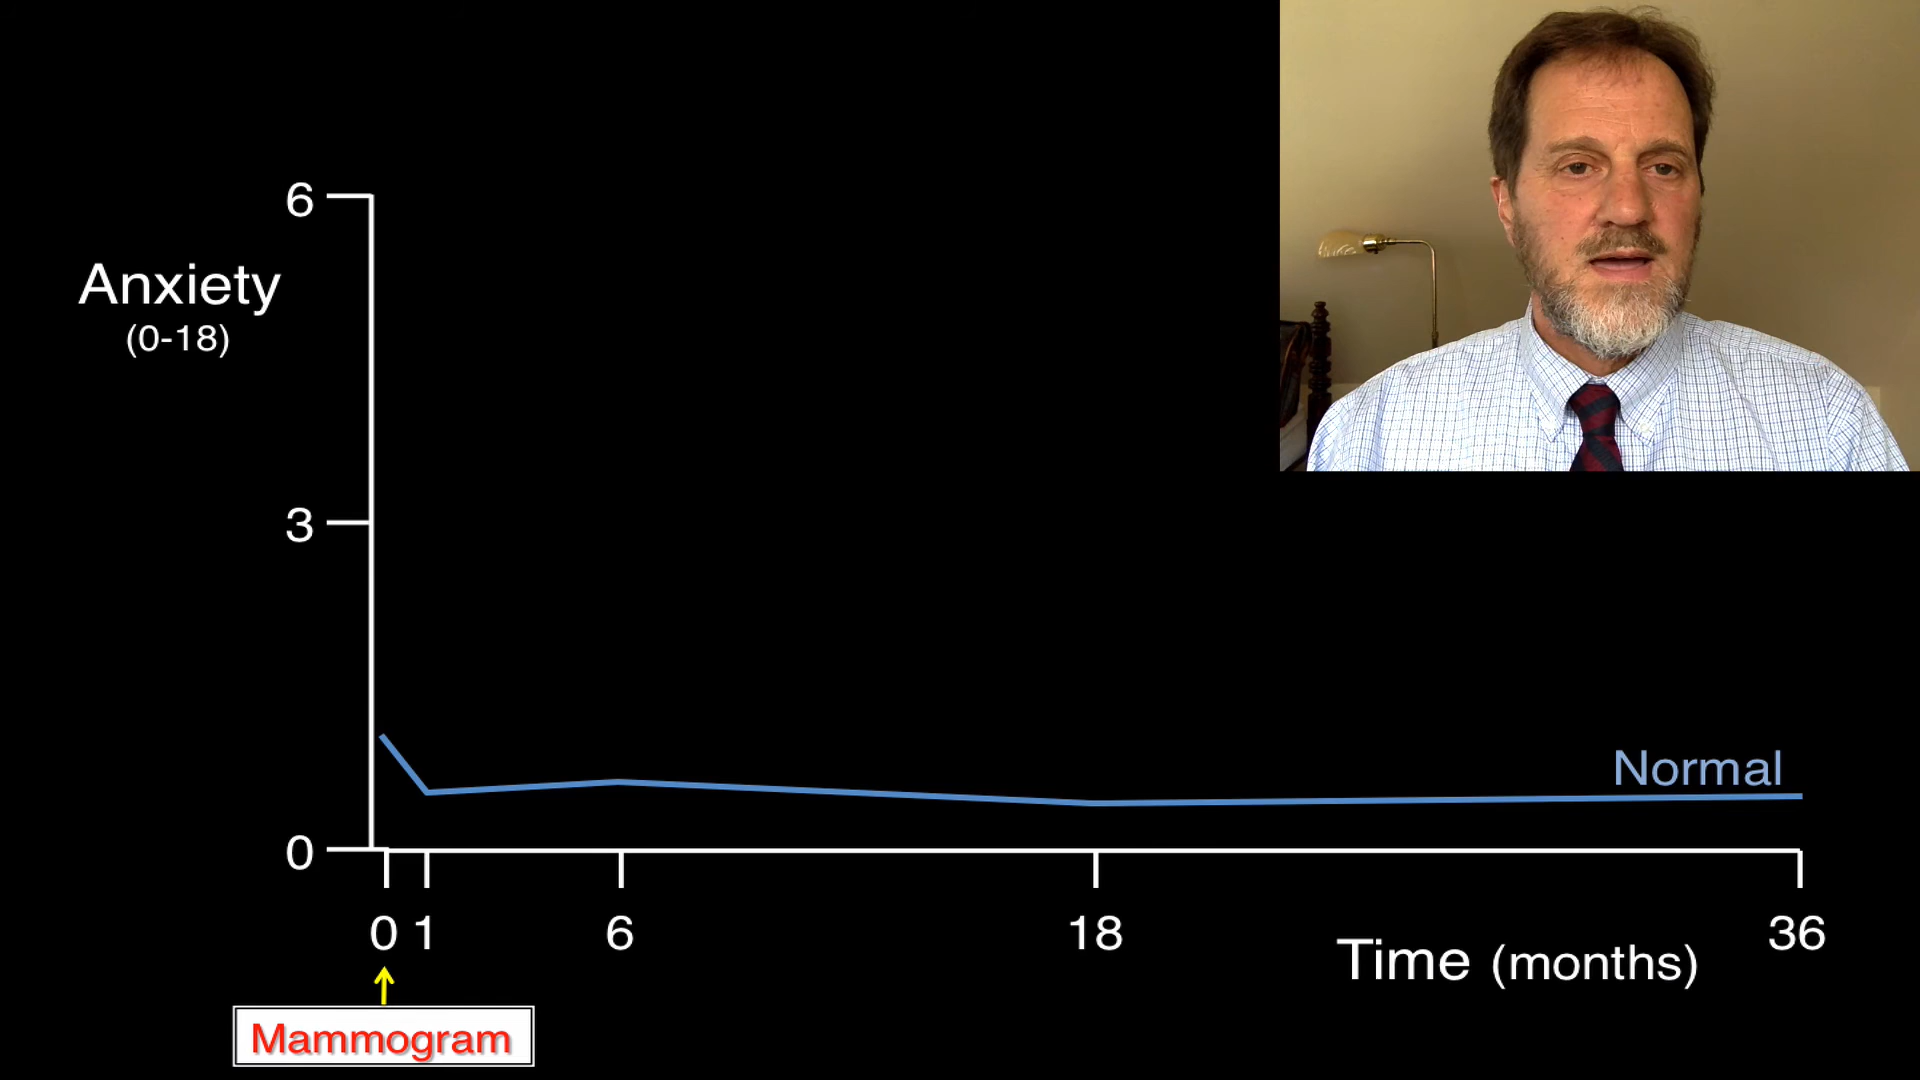 6
Anxiety
(0-18)
3
Normal
0
0 1 6 18 36
Time (months)
Mammogram